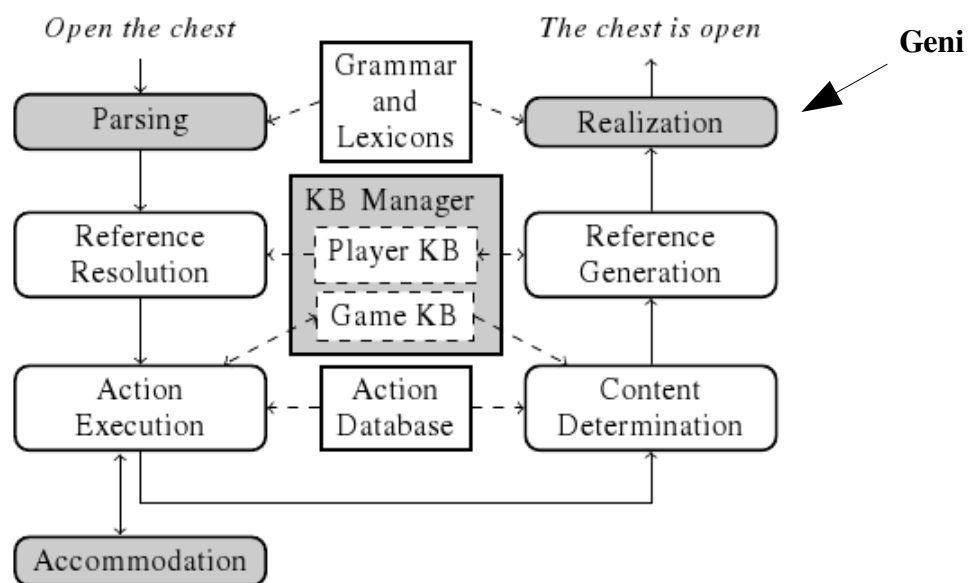 Open the chest
The chest is open
Geni
Grammar
and
Lexicons
Parsing
Realization
KB Manager
Reference
Resolution
Player KB
Reference
Generation
Game KB
Action
Execution
Action
Database
Content
Determination
Accommodation